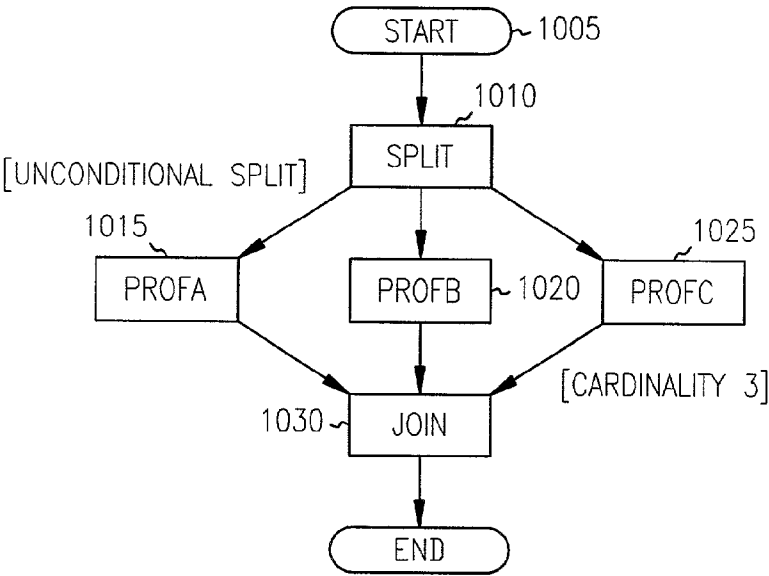 START
1005
1010
SPLIT
[UNCONDITIONAL SPLIT]
1015
1025
PROFA
PROFB
1020
PROFC
[CARDINALITY 3]
1030
JOIN
END